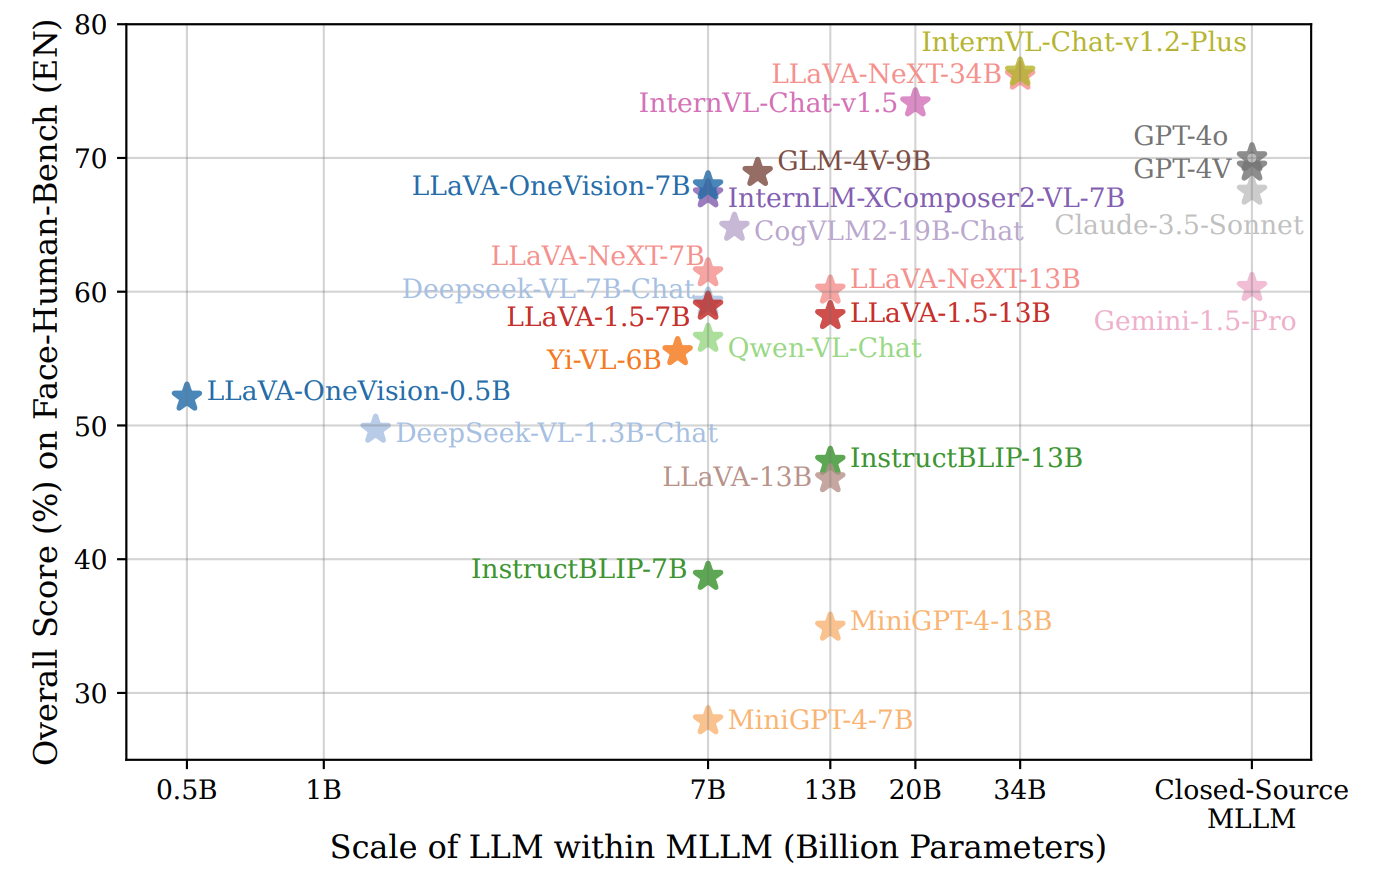 Overall Score (%) on Face-Human-Bench (EN)
80
70
60
50
40
30
InternVL-Chat-v1.2-Plus
LLaVA-NeXT-34B
InternVL-Chat-v1.5
GPT-4o
GLM-4V-9B
GPT-4V
LLaVA-OneVision-7B
InternLM-XComposer2-VL-7B
Claude-3.5-Sonnet
CogVLM2-19B-Chat
LLaVA-NeXT-7B
LLaVA-NeXT-13B
Deepseek-VL-7B-Chat
LLaVA-1.5-7B
LLaVA-1.5-13B
Gemini-1.5-Pro
Qwen-VL-Chat
Yi-VL-6B
LLaVA-OneVision-0.5B
DeepSeek-VL-1.3B-Chat
InstructBLIP-13B
LLaVA-13B
InstructBLIP-7B
MiniGPT-4-13B
MiniGPT-4-7B
0.5B
1B
7B
13B
20B
34B
Closed-Source
MLLM
Scale of LLM within MLLM (Billion Parameters)